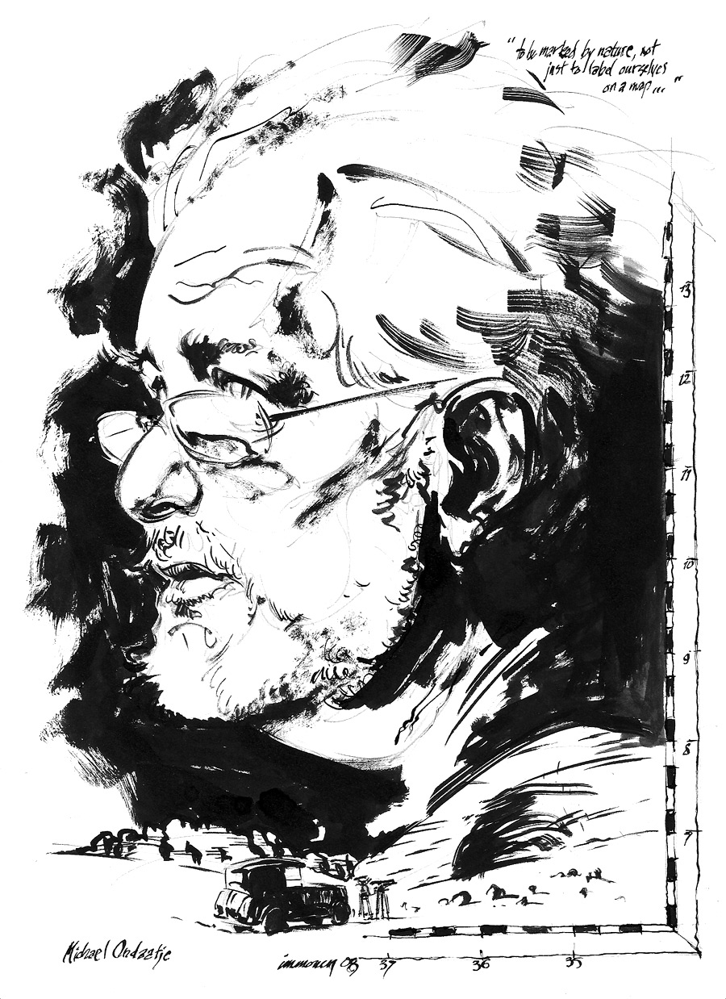 "to be marked by nature, not
just to label ourselves
on a map..."
13
12
11
10
9
8
7
Michael Ondaatje
immonen 08
37
36
35